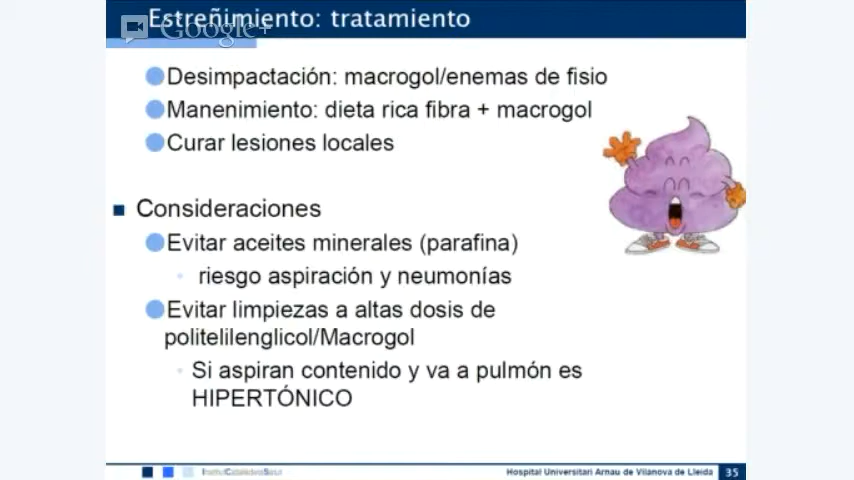 Estreñimiento: tratamiento
Google+
Desimpactación: macrogol/enemas de fisio
Manenimiento: dieta rica fibra + macrogol
Curar lesiones locales
Consideraciones
Evitar aceites minerales (parafina)
riesgo aspiración y neumonías
Evitar limpiezas a altas dosis de
politelilenglicol/Macrogol
Si aspiran contenido y va a pulmón es
HIPERTÓNICO
Hospital Universitari Arnau de Vilanova de Lleida 35